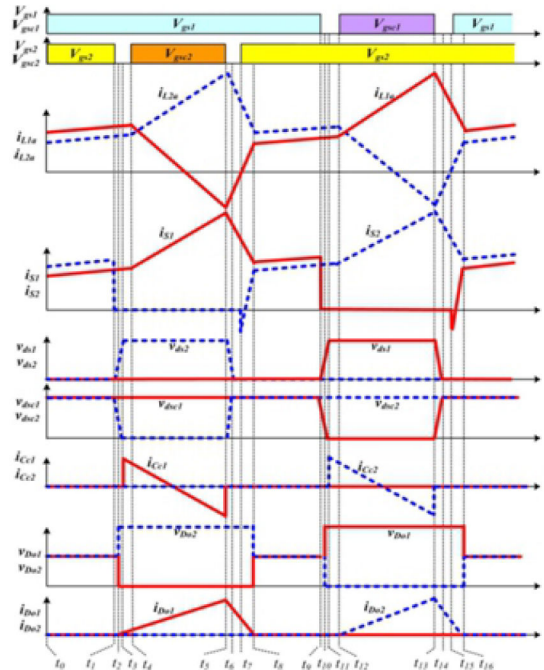 Vgs1
Vgsc1
Vgs1
Vgsc1
Vgs1
Vgs2
Vgsc2
Vgs2
Vgsc2
Vgs2
iL2a
iL1a
iL1a
iL2a
iS1
iS2
iS1
iS2
vds1
vds2
vds2
vds1
vdsc1
vdsc2
vdsc1
vdsc2
iCc1
iCc2
iCc1
iCc2
vDo1
vDo2
vDo2
vDo1
iDo1
iDo2
iDo1
iDo2
t0 t1 t2 t3 t4 t5 t6 t7 t8 t9 t10 t11 t12 t13 t14 t15 t16